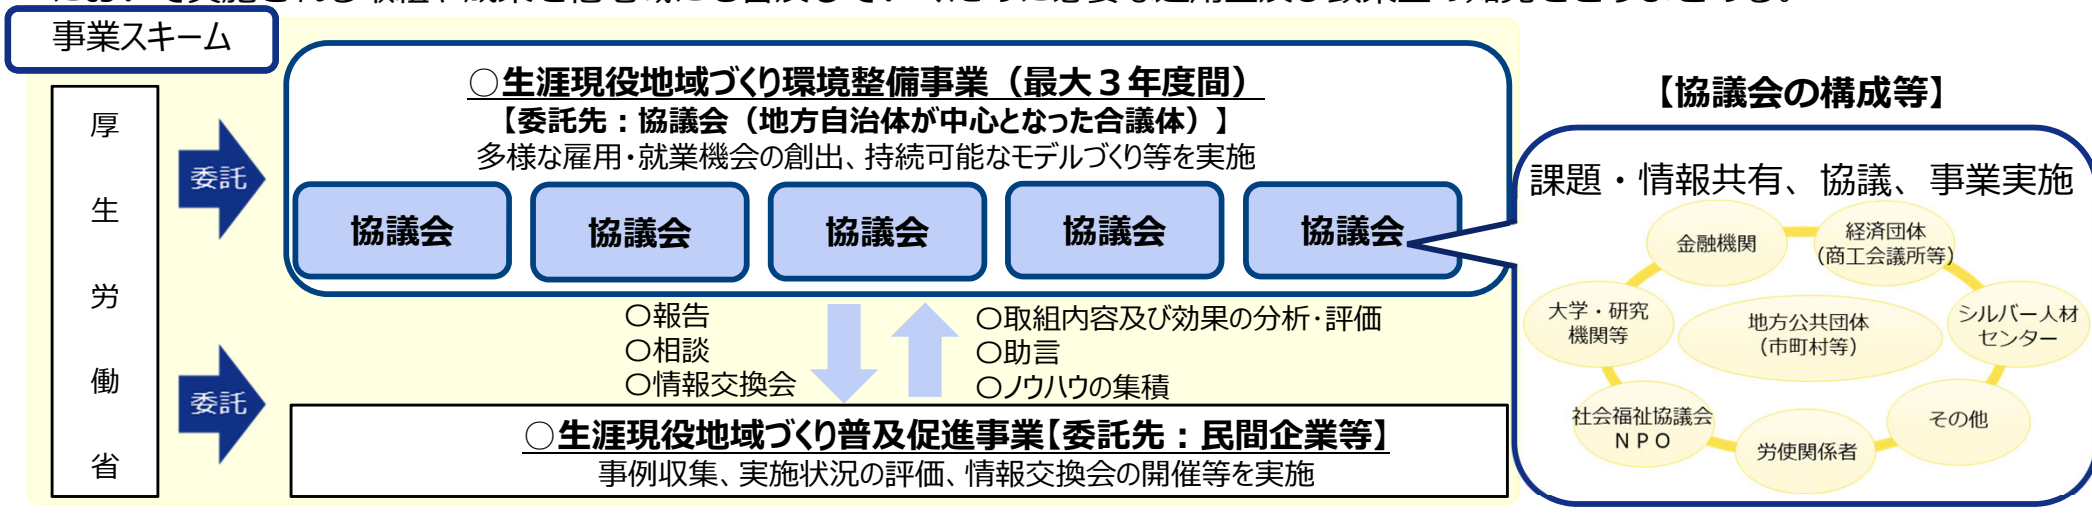 事業スキーム
厚生労働省
委託
委託
○生涯現役地域づくり環境整備事業（最大３年度間）
【委託先：協議会（地方自治体が中心となった合議体）】
多様な雇用・就業機会の創出、持続可能なモデルづくり等を実施
協議会
協議会
協議会
協議会
協議会
〇報告
〇相談
〇情報交換会
〇取組内容及び効果の分析・評価
〇助言
〇ノウハウの集積
○生涯現役地域づくり普及促進事業【委託先：民間企業等】
事例収集、実施状況の評価、情報交換会の開催等を実施
【協議会の構成等】
課題・情報共有、協議、事業実施
金融機関
経済団体
（商工会議所等）
大学・研究
機関等
地方公共団体
（市町村等）
シルバー人材
センター
社会福祉協議会
ＮＰＯ
労使関係者
その他